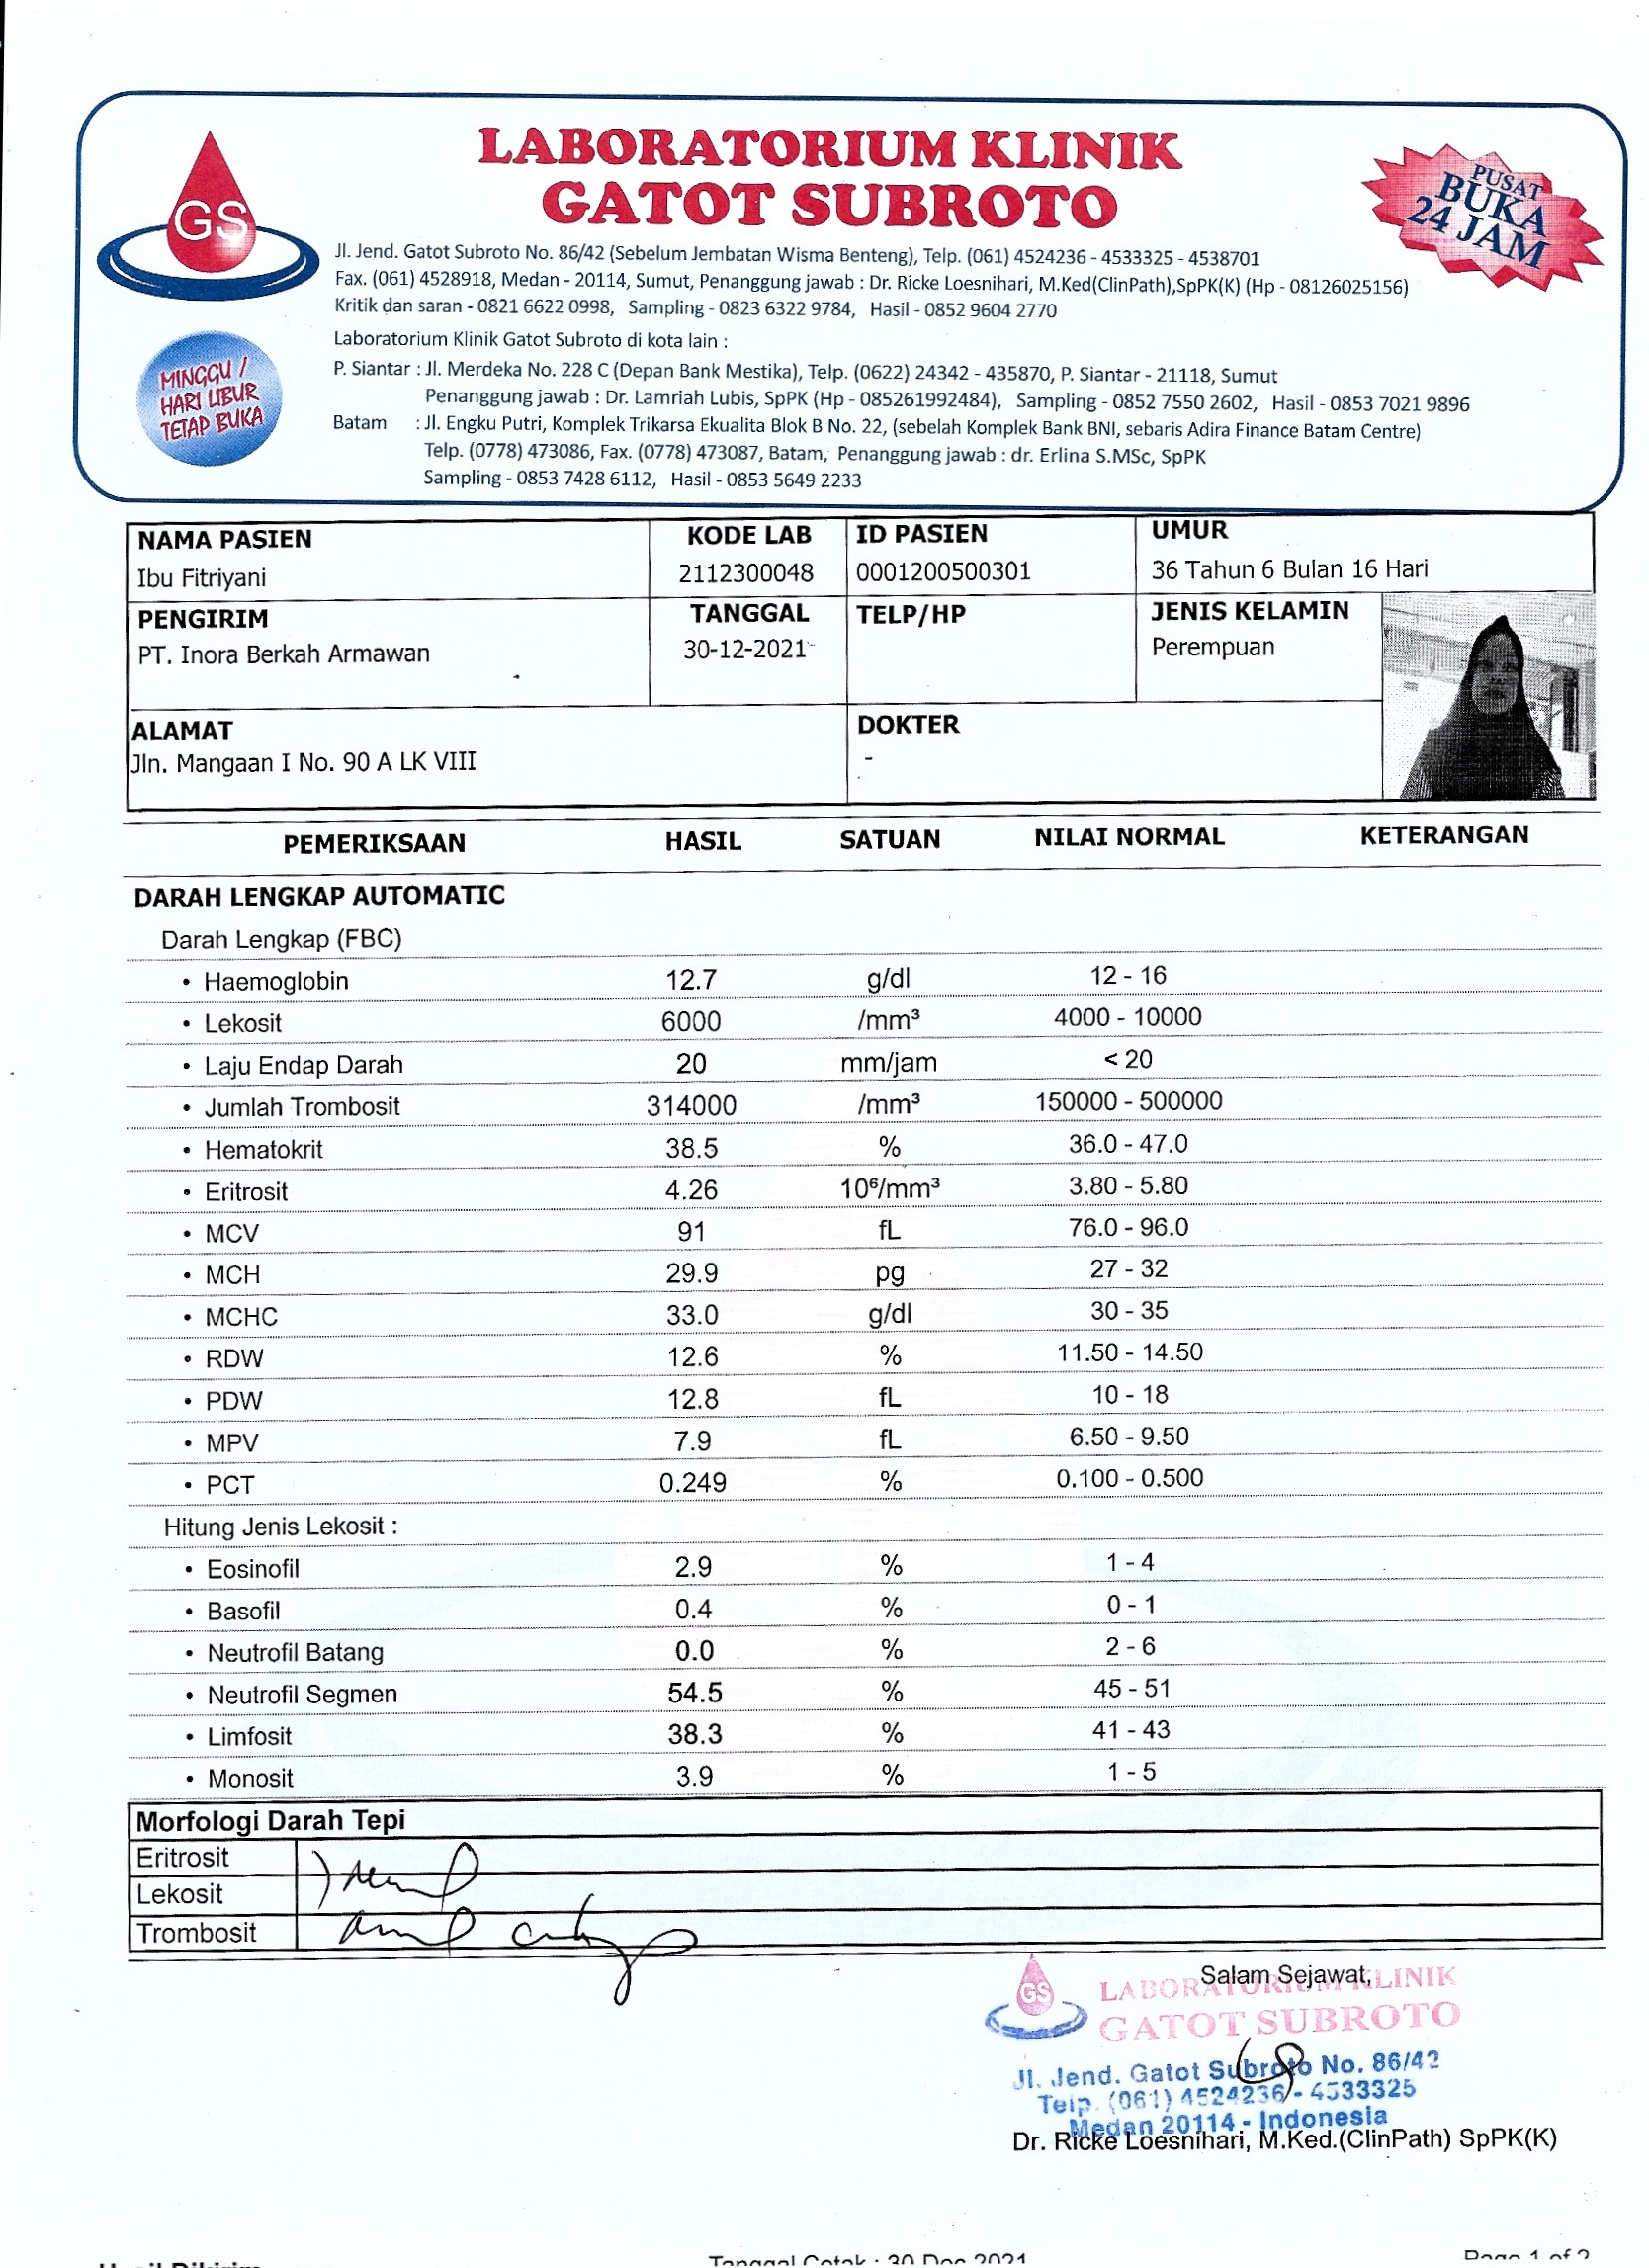 LABORATORIUM KLINIK
GATOT SUBROTO
GS
PUSAT
BUKA
24 JAM
Jl. Jend. Gatot Subroto No. 86/42 (Sebelum Jembatan Wisma Benteng), Telp. (061) 4524236 - 4533325 - 4538701
Fax. (061) 4528918, Medan - 20114, Sumut, Penanggung jawab : Dr. Ricke Loesnihari, M.Ked(ClinPath),SpPK(K) (Hp - 08126025156)
Kritik dan saran - 0821 6622 0998, Sampling - 0823 6322 9784, Hasil - 0852 9604 2770
MINGGU /
HARI LIBUR
TETAP BUKA
Laboratorium Klinik Gatot Subroto di kota lain :
P. Siantar : Jl. Merdeka No. 228 C (Depan Bank Mestika), Telp. (0622) 24342 - 435870, P. Siantar - 21118, Sumut
Penanggung jawab : Dr. Lamriah Lubis, SpPK (Hp - 085261992484), Sampling - 0852 7550 2602, Hasil - 0853 7021 9896
Batam : Jl. Engku Putri, Komplek Trikarsa Ekualita Blok B No. 22, (sebelah Komplek Bank BNI, sebaris Adira Finance Batam Centre)
Telp. (0778) 473086, Fax. (0778) 473087, Batam, Penanggung jawab : dr. Erlina S.MSc, SpPK
Sampling - 0853 7428 6112, Hasil - 0853 5649 2233
NAMA PASIEN KODE LAB ID PASIEN UMUR
Ibu Fitriyani 2112300048 0001200500301 36 Tahun 6 Bulan 16 Hari
PENGIRIM TANGGAL TELP/HP JENIS KELAMIN
PT. Inora Berkah Armawan 30-12-2021 Perempuan
ALAMAT DOKTER
Jln. Mangaan I No. 90 A LK VIII -
PEMERIKSAAN HASIL SATUAN NILAI NORMAL KETERANGAN
DARAH LENGKAP AUTOMATIC
Darah Lengkap (FBC)
• Haemoglobin 12.7 g/dl 12 - 16
• Lekosit 6000 /mm³ 4000 - 10000
• Laju Endap Darah 20 mm/jam < 20
• Jumlah Trombosit 314000 /mm³ 150000 - 500000
• Hematokrit 38.5 % 36.0 - 47.0
• Eritrosit 4.26 10⁶/mm³ 3.80 - 5.80
• MCV 91 fL 76.0 - 96.0
• MCH 29.9 pg 27 - 32
• MCHC 33.0 g/dl 30 - 35
• RDW 12.6 % 11.50 - 14.50
• PDW 12.8 fL 10 - 18
• MPV 7.9 fL 6.50 - 9.50
• PCT 0.249 % 0.100 - 0.500
Hitung Jenis Lekosit :
• Eosinofil 2.9 % 1 - 4
• Basofil 0.4 % 0 - 1
• Neutrofil Batang 0.0 % 2 - 6
• Neutrofil Segmen 54.5 % 45 - 51
• Limfosit 38.3 % 41 - 43
• Monosit 3.9 % 1 - 5
Morfologi Darah Tepi
Eritrosit
Lekosit
Trombosit
Salam Sejawat,
GS
LABORATORIUM KLINIK
GATOT SUBROTO
Jl. Jend. Gatot Subroto No. 86/42
Telp. (061) 4524236 - 4533325
Medan 20114 - Indonesia
Dr. Ricke Loesnihari, M.Ked.(ClinPath) SpPK(K)
Hasil Dikirim Tanggal Cetak : 30 Dec 2021 Page 1 of 2